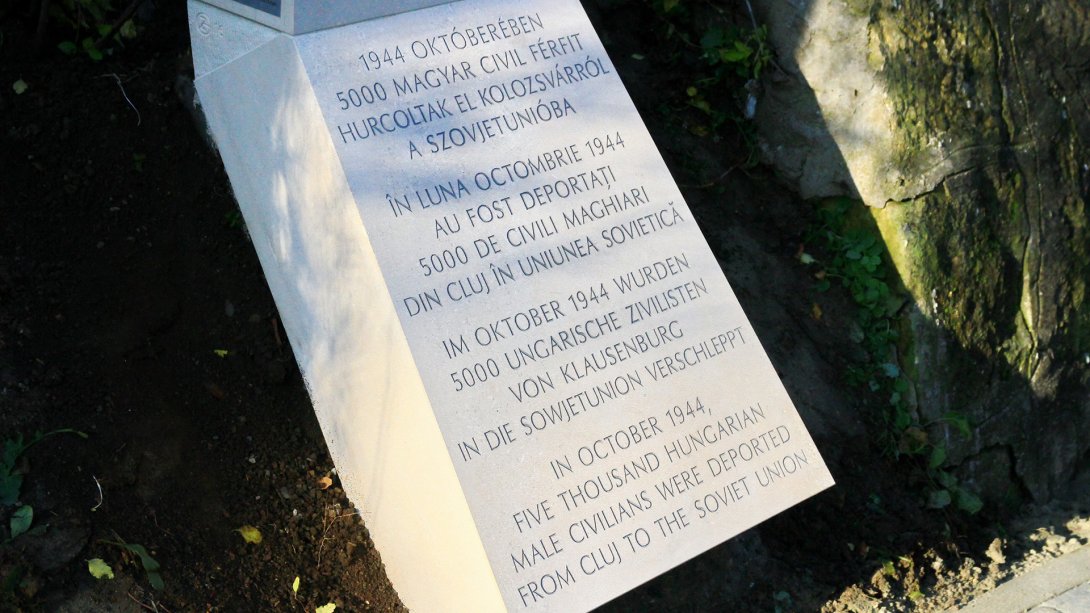 1944 OKTÓBERÉBEN
5000 MAGYAR CIVIL FÉRFIT
HURCOLTAK EL KOLOZSVÁRRÓL
A SZOVJETUNIÓBA
ÎN LUNA OCTOMBRIE 1944
AU FOST DEPORTAȚI
5000 DE CIVILI MAGHIARI
DIN CLUJ ÎN UNIUNEA SOVIETICĂ
IM OKTOBER 1944 WURDEN
5000 UNGARISCHE ZIVILISTEN
VON KLAUSENBURG
IN DIE SOWJETUNION VERSCHLEPPT
IN OCTOBER 1944,
FIVE THOUSAND HUNGARIAN
MALE CIVILIANS WERE DEPORTED
FROM CLUJ TO THE SOVIET UNION